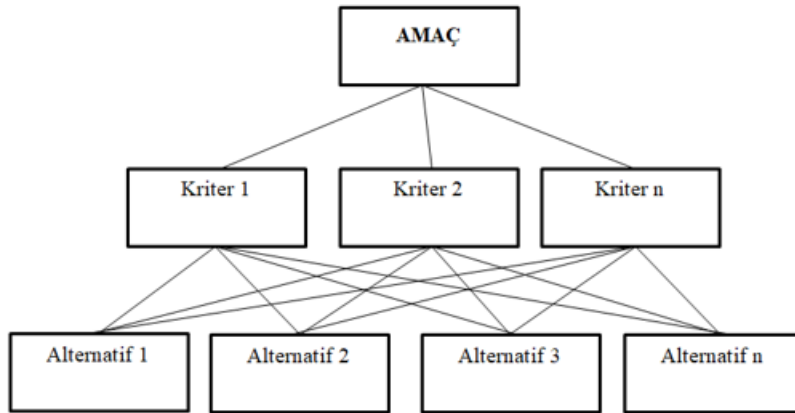 AMAÇ
Kriter 1
Kriter 2
Kriter n
Alternatif 1
Alternatif 2
Alternatif 3
Alternatif n